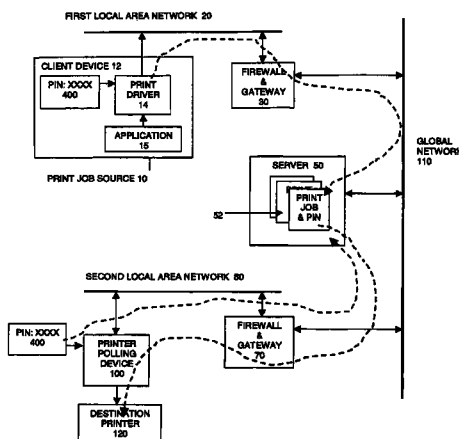 FIRST LOCAL AREA NETWORK 20
CLIENT DEVICE 12
PIN: XXXX
400
PRINT
DRIVER
14
APPLICATION
15
PRINT JOB SOURCE 10
FIREWALL
&
GATEWAY
30
GLOBAL
NETWORK
110
SERVER 50
PRINT
JOB
& PIN
52
SECOND LOCAL AREA NETWORK 60
PIN: XXXX
400
PRINTER
POLLING
DEVICE
100
FIREWALL
&
GATEWAY
70
DESTINATION
PRINTER
120